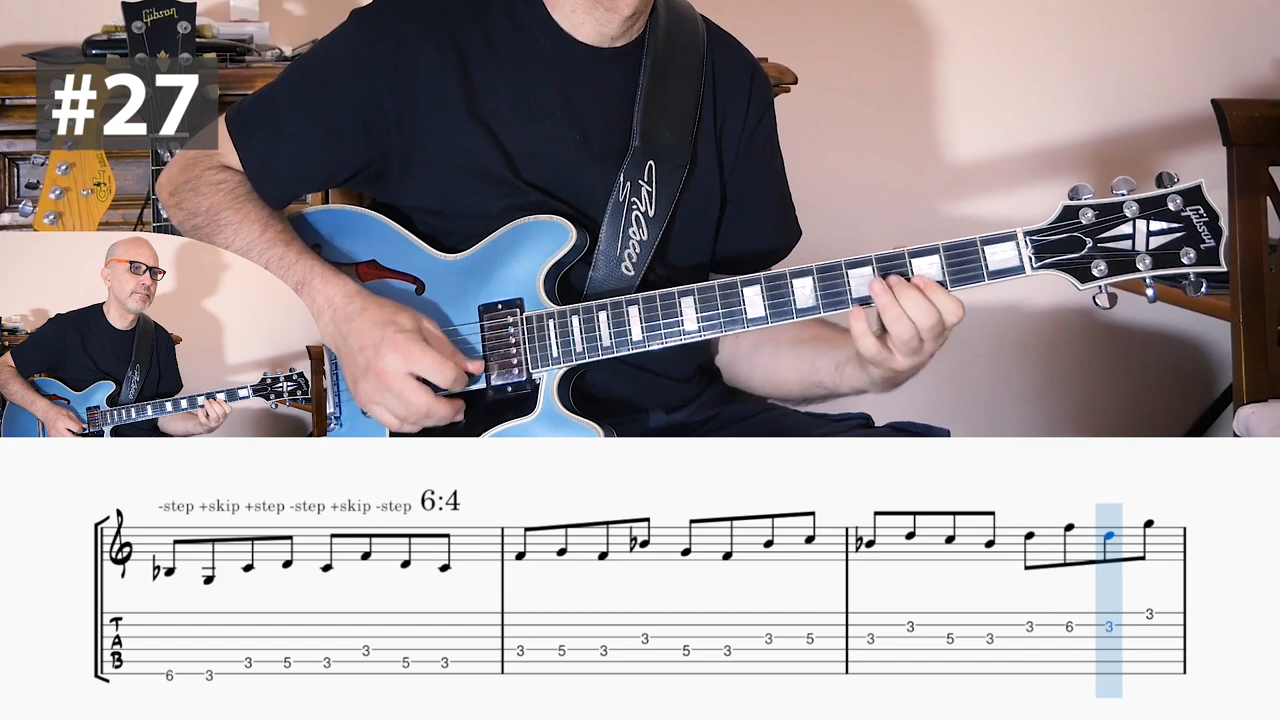 Gibson
#27
R.Cocco
Gibson
-step +skip +step -step +skip -step 6:4
3
3 3 6 3
3 3 5 3 5 3
3 3 5 3 5 3
T
A
B
3 5 3 5 3
6 3